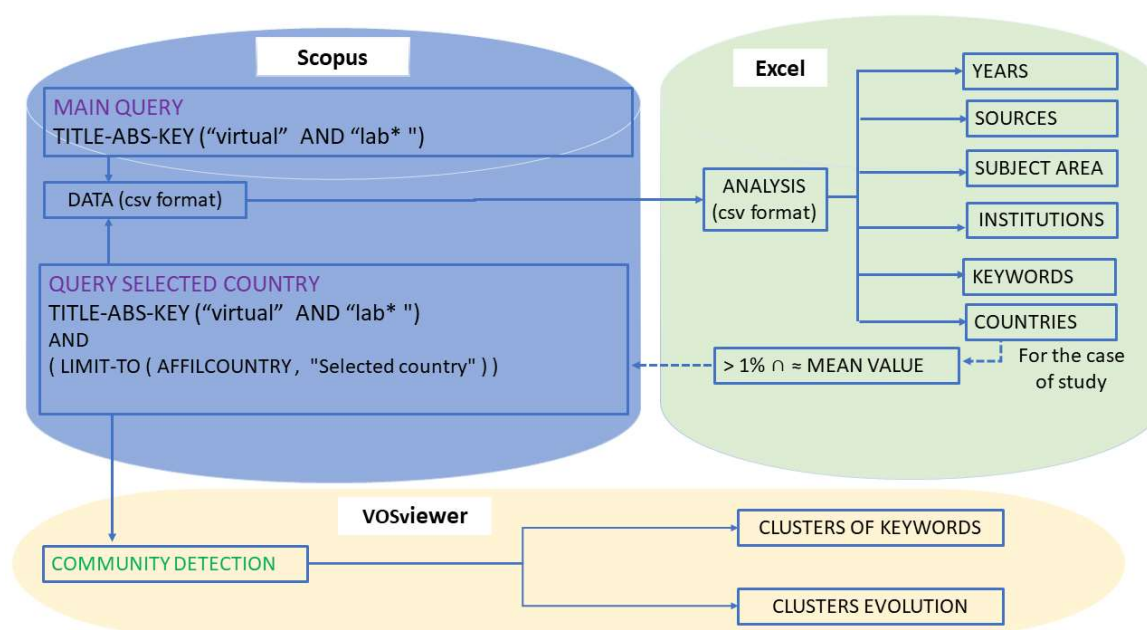 Scopus
MAIN QUERY
TITLE-ABS-KEY (“virtual” AND “lab* ")
DATA (csv format)
QUERY SELECTED COUNTRY
TITLE-ABS-KEY (“virtual” AND “lab* ")
AND
( LIMIT-TO ( AFFILCOUNTRY , "Selected country" ) )
Excel
ANALYSIS
(csv format)
YEARS
SOURCES
SUBJECT AREA
INSTITUTIONS
KEYWORDS
COUNTRIES
For the case
of study
> 1% ∩ ≈ MEAN VALUE
VOSviewer
COMMUNITY DETECTION
CLUSTERS OF KEYWORDS
CLUSTERS EVOLUTION